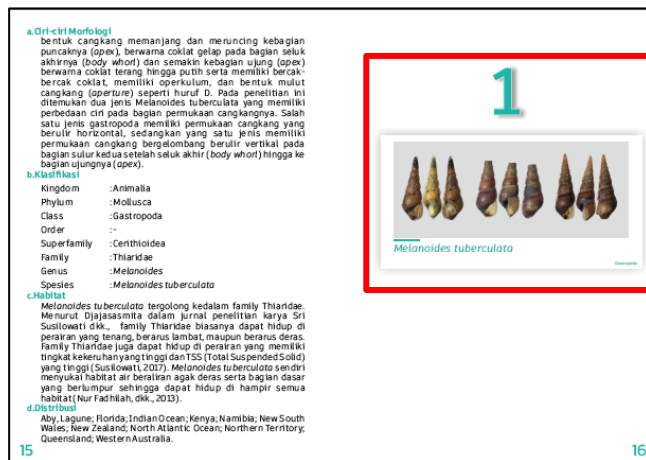 a.Ciri-ciri Morfologi
bentuk cangkang memanjang dan meruncing kebagian
puncaknya (apex), berwarna coklat gelap pada bagian seluk
akhirnya (body whorl) dan semakin kebagian ujung (apex)
berwarna coklat terang hingga putih serta memiliki bercak-
bercak coklat, memiliki operkulum, dan bentuk mulut
cangkang (aperture) seperti huruf D. Pada penelitian ini
ditemukan dua jenis Melanoides tuberculata yang memiliki
perbedaan ciri pada bagian permukaan cangkangnya. Salah
satu jenis gastropoda memiliki permukaan cangkang yang
berulir horizontal, sedangkan yang satu jenis memiliki
permukaan cangkang bergelombang berulir vertikal pada
bagian sulur kedua setelah seluk akhir (body whorl) hingga ke
bagian ujungnya (apex).
b.Klasifikasi
Kingdom :Animalia
Phylum :Mollusca
Class :Gastropoda
Order :-
Superfamily :Cerithioidea
Family :Thiaridae
Genus :Melanoides
Spesies :Melanoides tuberculata
c.Habitat
Melanoides tuberculata tergolong kedalam family Thiaridae.
Menurut Djajasasmita dalam jurnal penelitian karya Sri
Susilowati dkk., family Thiaridae biasanya dapat hidup di
perairan yang tenang, berarus lambat, maupun berarus deras.
Family Thiaridae juga dapat hidup di perairan yang memiliki
tingkat kekeruhan yang tinggi dan TSS (Total Suspended Solid)
yang tinggi (Susilowati, 2017). Melanoides tuberculata sendiri
menyukai habitat air beraliran agak deras serta bagian dasar
yang berlumpur sehingga dapat hidup di hampir semua
habitat( Nur Fadhilah, dkk., 2013).
d.Distribusi
Aby, Lagune; Florida; Indian Ocean; Kenya; Namibia; New South
Wales; New Zealand; North Atlantic Ocean; Northern Territory;
Queensland; Western Australia.
15
1
Melanoides tuberculata
Gastropoda
16